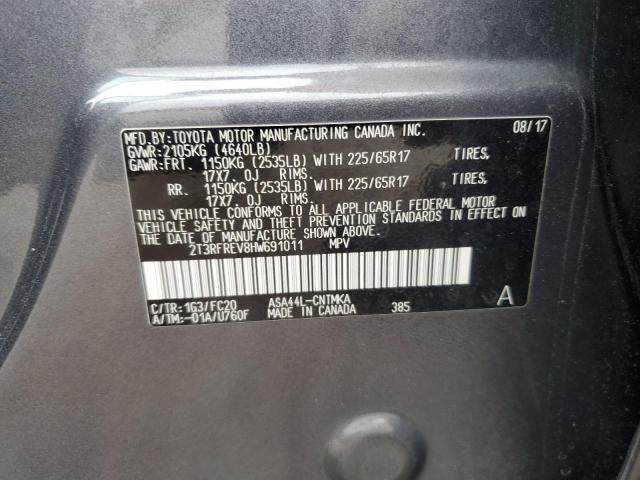 MFD.BY:TOYOTA MOTOR MANUFACTURING CANADA INC. 08/17
GVWR:2105KG (4640LB)
GAWR:FRT. 1150KG (2535LB) WITH 225/65R17 TIRES,
17X7. 0J RIMS.
RR. 1150KG (2535LB) WITH 225/65R17 TIRES,
17X7. 0J RIMS.
THIS VEHICLE CONFORMS TO ALL APPLICABLE FEDERAL MOTOR
VEHICLE SAFETY AND THEFT PREVENTION STANDARDS IN EFFECT ON
THE DATE OF MANUFACTURE SHOWN ABOVE.
2T3RFREV8HW691011 MPV
C/TR:1G3/FC20 ASA44L-CNTMKA A
A/TM:-01A/U760F MADE IN CANADA 385